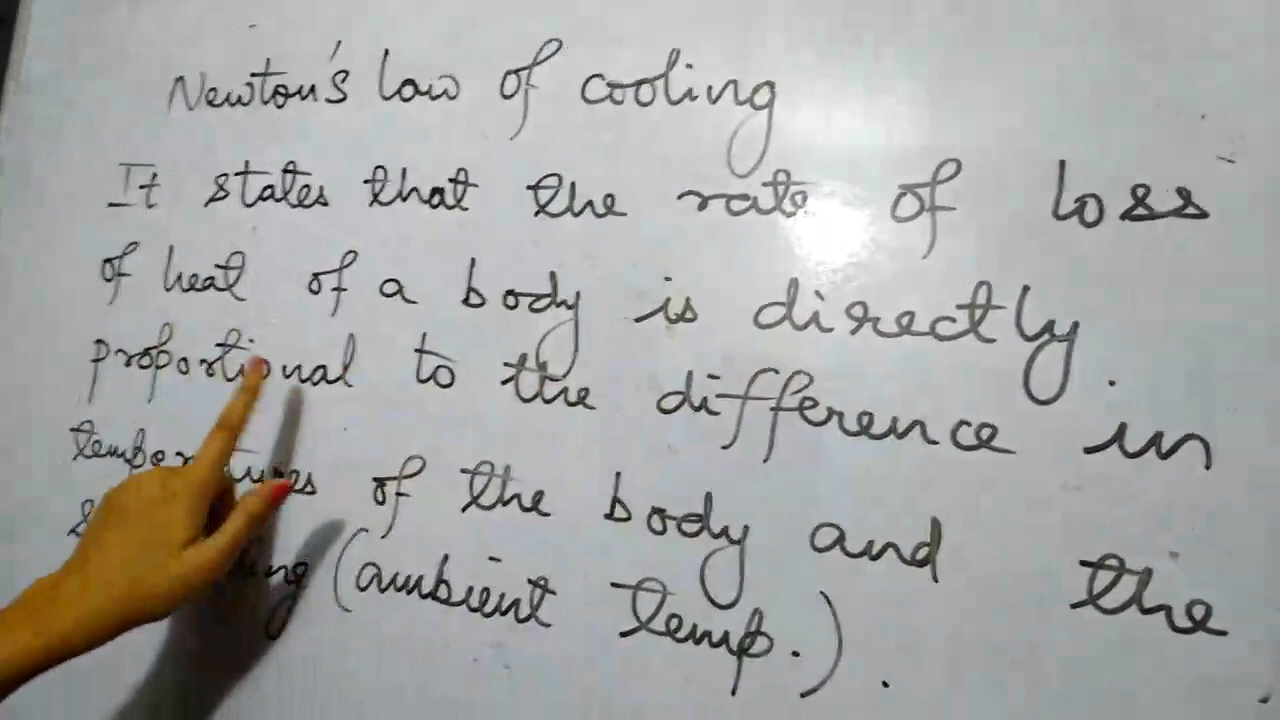 Newton's law of cooling
It states that the rate of loss
of heat of a body is directly
proportional to the difference in
temperatures of the body and the
(ambient temp.).